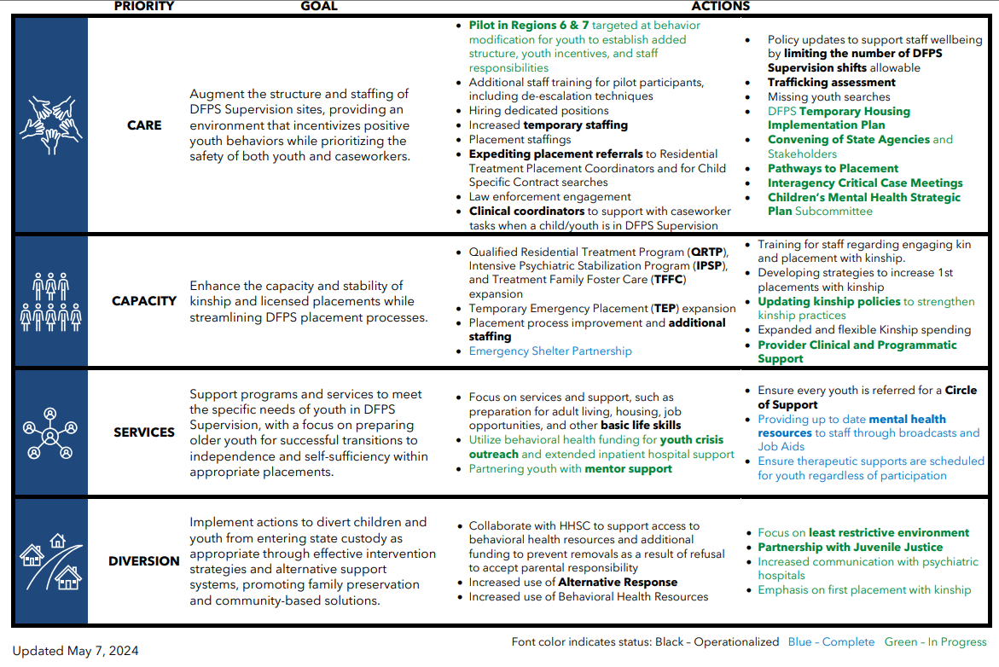 PRIORITY GOAL ACTIONS
CARE
Augment the structure and staffing of
DFPS Supervision sites, providing an
environment that incentivizes positive
youth behaviors while prioritizing the
safety of both youth and caseworkers.
• Pilot in Regions 6 & 7 targeted at behavior
modification for youth to establish added
structure, youth incentives, and staff
responsibilities
• Additional staff training for pilot participants,
including de-escalation techniques
• Hiring dedicated positions
• Increased temporary staffing
• Placement staffings
• Expediting placement referrals to Residential
Treatment Placement Coordinators and for Child
Specific Contract searches
• Law enforcement engagement
• Clinical coordinators to support with caseworker
tasks when a child/youth is in DFPS Supervision
• Policy updates to support staff wellbeing
by limiting the number of DFPS
Supervision shifts allowable
• Trafficking assessment
• Missing youth searches
• DFPS Temporary Housing
Implementation Plan
• Convening of State Agencies and
Stakeholders
• Pathways to Placement
• Interagency Critical Case Meetings
• Children's Mental Health Strategic
Plan Subcommittee
CAPACITY
Enhance the capacity and stability of
kinship and licensed placements while
streamlining DFPS placement processes.
• Qualified Residential Treatment Program (QRTP),
Intensive Psychiatric Stabilization Program (IPSP),
and Treatment Family Foster Care (TFFC)
expansion
• Temporary Emergency Placement (TEP) expansion
• Placement process improvement and additional
staffing
• Emergency Shelter Partnership
• Training for staff regarding engaging kin
and placement with kinship.
• Developing strategies to increase 1st
placements with kinship
• Updating kinship policies to strengthen
kinship practices
• Expanded and flexible Kinship spending
• Provider Clinical and Programmatic
Support
SERVICES
Support programs and services to meet
the specific needs of youth in DFPS
Supervision, with a focus on preparing
older youth for successful transitions to
independence and self-sufficiency within
appropriate placements.
• Focus on services and support, such as
preparation for adult living, housing, job
opportunities, and other basic life skills
• Utilize behavioral health funding for youth crisis
outreach and extended inpatient hospital support
• Partnering youth with mentor support
• Ensure every youth is referred for a Circle
of Support
• Providing up to date mental health
resources to staff through broadcasts and
Job Aids
• Ensure therapeutic supports are scheduled
for youth regardless of participation
DIVERSION
Implement actions to divert children and
youth from entering state custody as
appropriate through effective intervention
strategies and alternative support
systems, promoting family preservation
and community-based solutions.
• Collaborate with HHSC to support access to
behavioral health resources and additional
funding to prevent removals as a result of refusal
to accept parental responsibility
• Increased use of Alternative Response
• Increased use of Behavioral Health Resources
• Focus on least restrictive environment
• Partnership with Juvenile Justice
• Increased communication with psychiatric
hospitals
• Emphasis on first placement with kinship
Font color indicates status: Black – Operationalized Blue – Complete Green – In Progress
Updated May 7, 2024